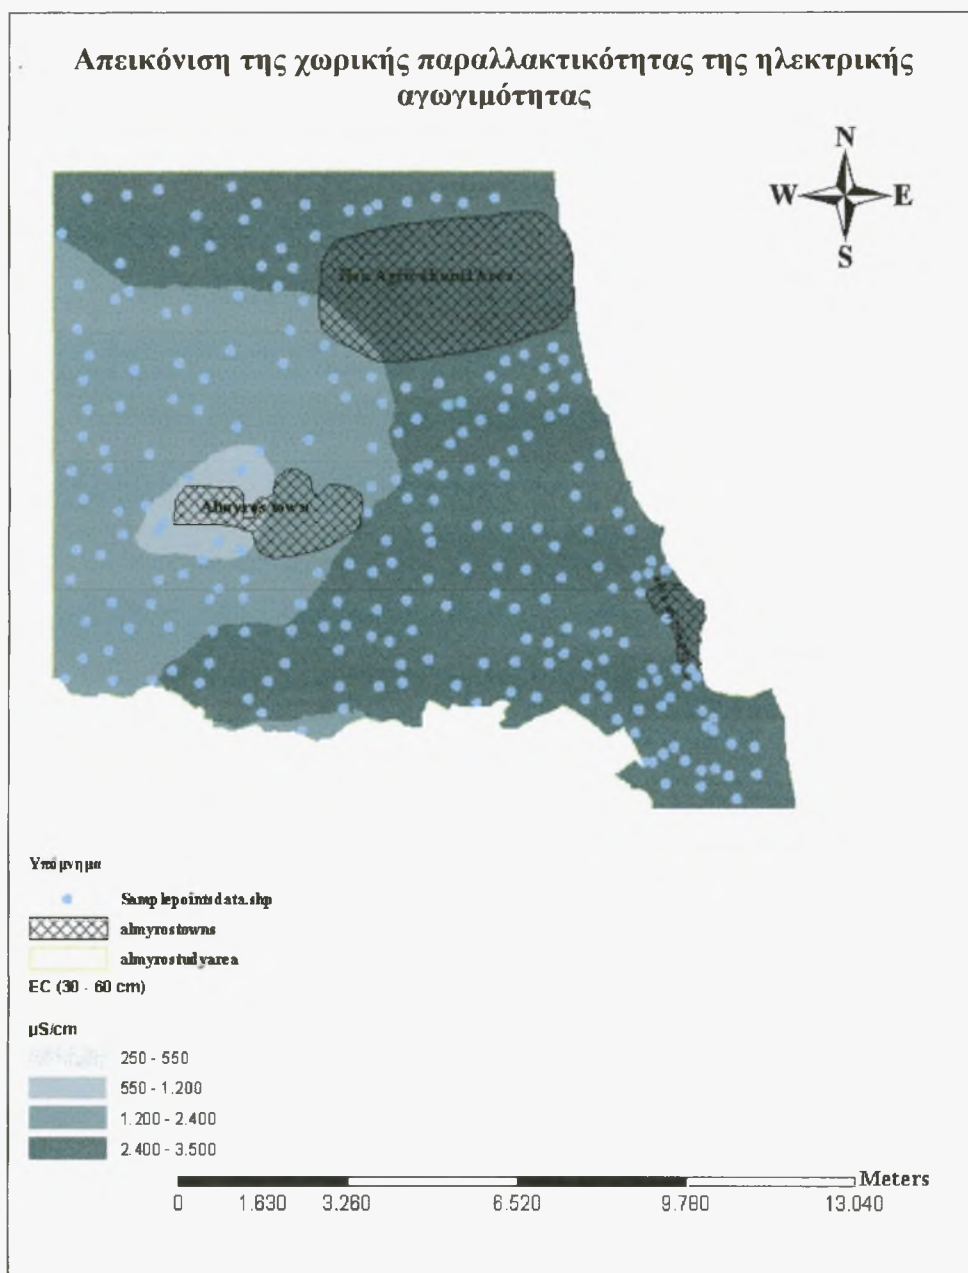 Απεικόνιση της χωρικής παραλλακτικότητας της ηλεκτρικής
αγωγιμότητας
N
W E
S
Almyros town
Υπόμνημα
Samplepointsdata.shp
almyrostowns
almyrostudyarea
EC (30 - 60 cm)
μS/cm
250 - 550
550 - 1.200
1.200 - 2.400
2.400 - 3.500
Meters
0 1.630 3.260 6.520 9.780 13.040